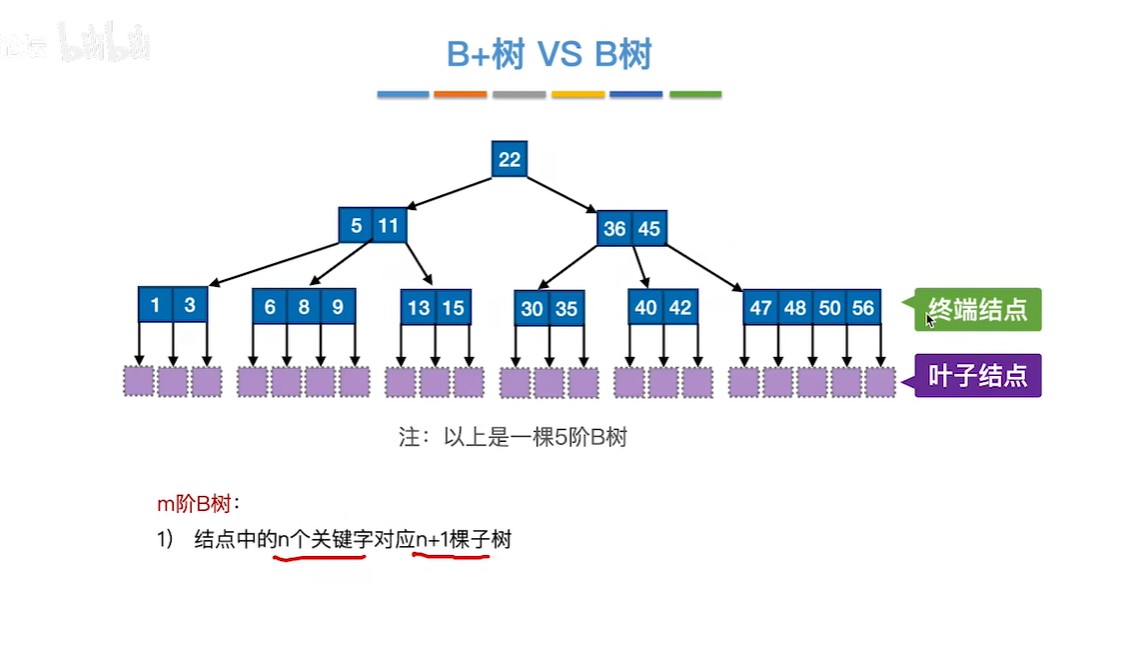 bilibili
B+树 VS B树
22
5 11
36 45
1 3
6 8 9
13 15
30 35
40 42
47 48 50 56
终端结点
叶子结点
注：以上是一棵5阶B树
m阶B树：
1) 结点中的n个关键字对应n+1棵子树